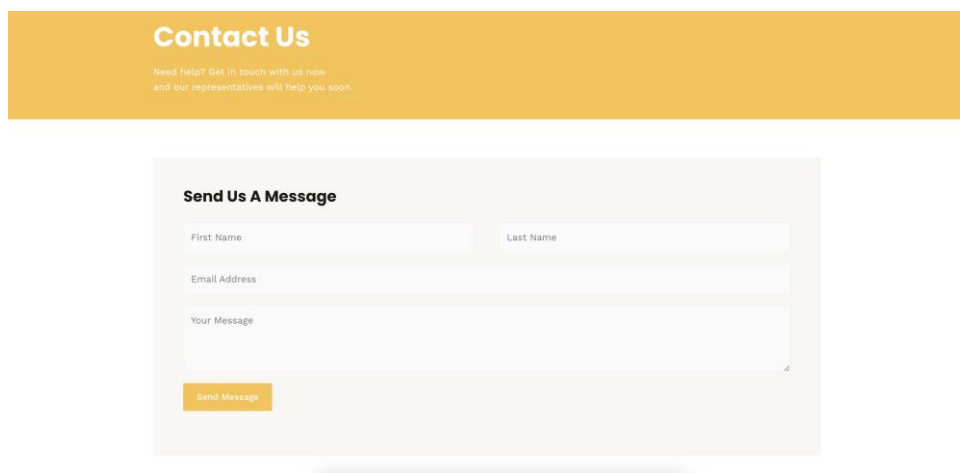 Contact Us
Need help? Get in touch with us now
and our representatives will help you soon.
Send Us A Message
First Name
Last Name
Email Address
Your Message
Send Message